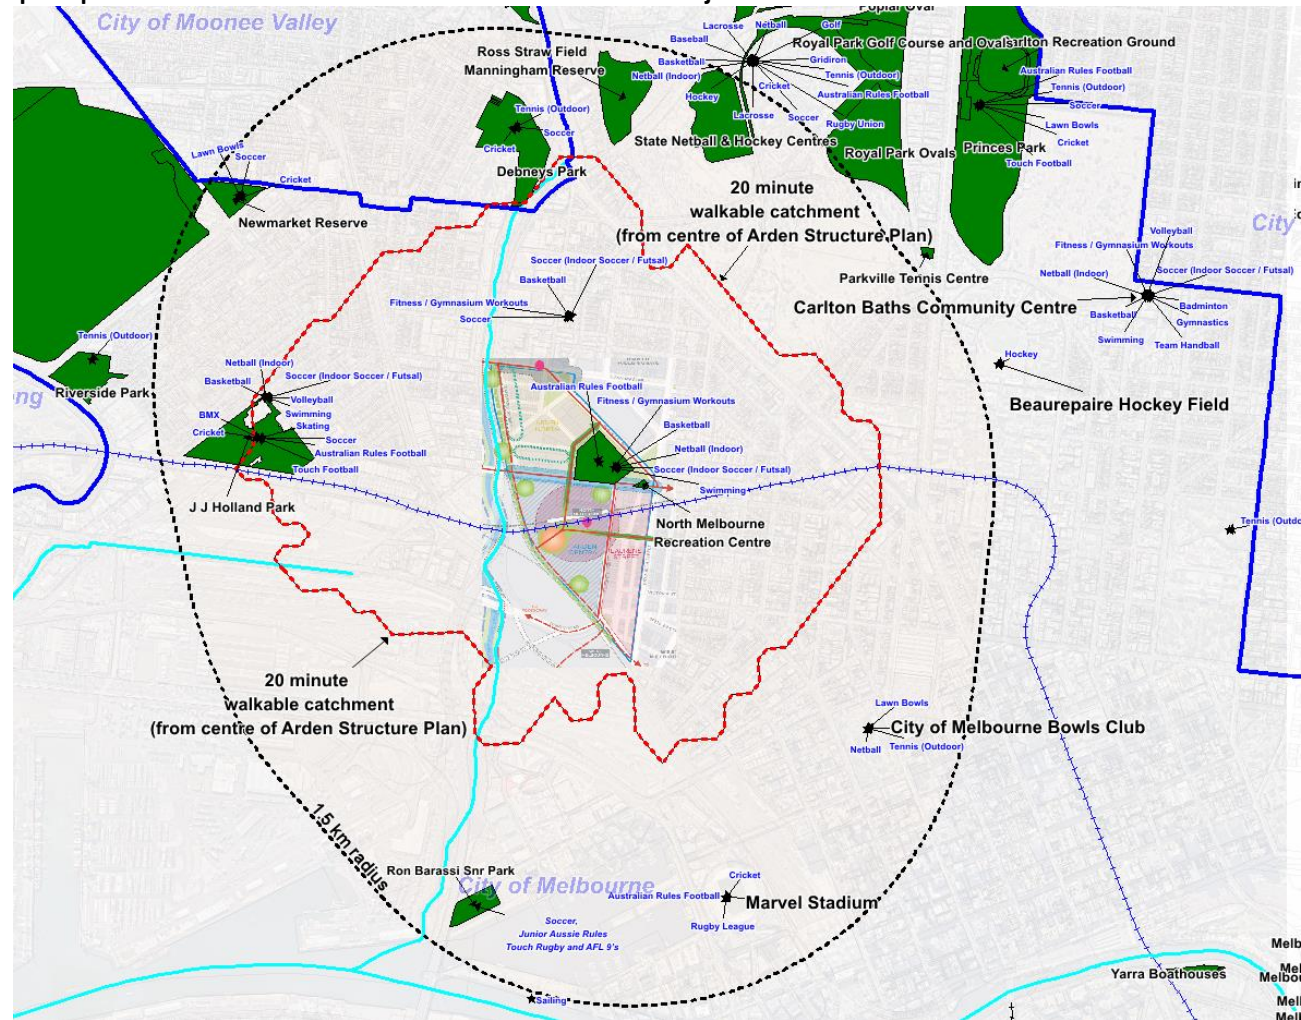 City of Moonee Valley
Ross Straw Field
Manningham Reserve
Lacrosse
Netball
Golf
Baseball
Royal Park Golf Course and Ovals
Carlton Recreation Ground
Basketball
Gridiron
Netball (Indoor)
Tennis (Outdoor)
Australian Rules Football
Tennis (Outdoor)
Cricket
Hockey
Australian Rules Football
Soccer
Lacrosse
Soccer
Rugby Union
Lawn Bowls
Cricket
Touch Football
State Netball & Hockey Centres
Royal Park Ovals
Princes Park
Tennis (Outdoor)
Soccer
Cricket
Debneys Park
Lawn Bowls
Soccer
Cricket
Newmarket Reserve
20 minute
walkable catchment
(from centre of Arden Structure Plan)
City
Parkville Tennis Centre
Volleyball
Fitness / Gymnasium Workouts
Netball (Indoor)
Soccer (Indoor Soccer / Futsal)
Carlton Baths Community Centre
Badminton
Basketball
Gymnastics
Swimming
Team Handball
Soccer (Indoor Soccer / Futsal)
Basketball
Fitness / Gymnasium Workouts
Soccer
Tennis (Outdoor)
Riverside Park
Hockey
Beaurepaire Hockey Field
Netball (Indoor)
Basketball
Soccer (Indoor Soccer / Futsal)
Volleyball
BMX
Swimming
Skating
Cricket
Soccer
Australian Rules Football
Touch Football
J J Holland Park
Australian Rules Football
Fitness / Gymnasium Workouts
Basketball
Netball (Indoor)
Soccer (Indoor Soccer / Futsal)
Swimming
North Melbourne
Recreation Centre
Tennis (Outdo
20 minute
walkable catchment
(from centre of Arden Structure Plan)
Lawn Bowls
City of Melbourne Bowls Club
Netball
Tennis (Outdoor)
1.5 km radius
Ron Barassi Snr Park
City of Melbourne
Cricket
Australian Rules Football
Marvel Stadium
Rugby League
Soccer,
Junior Aussie Rules
Touch Rugby and AFL 9's
Yarra Boathouses
Sailing